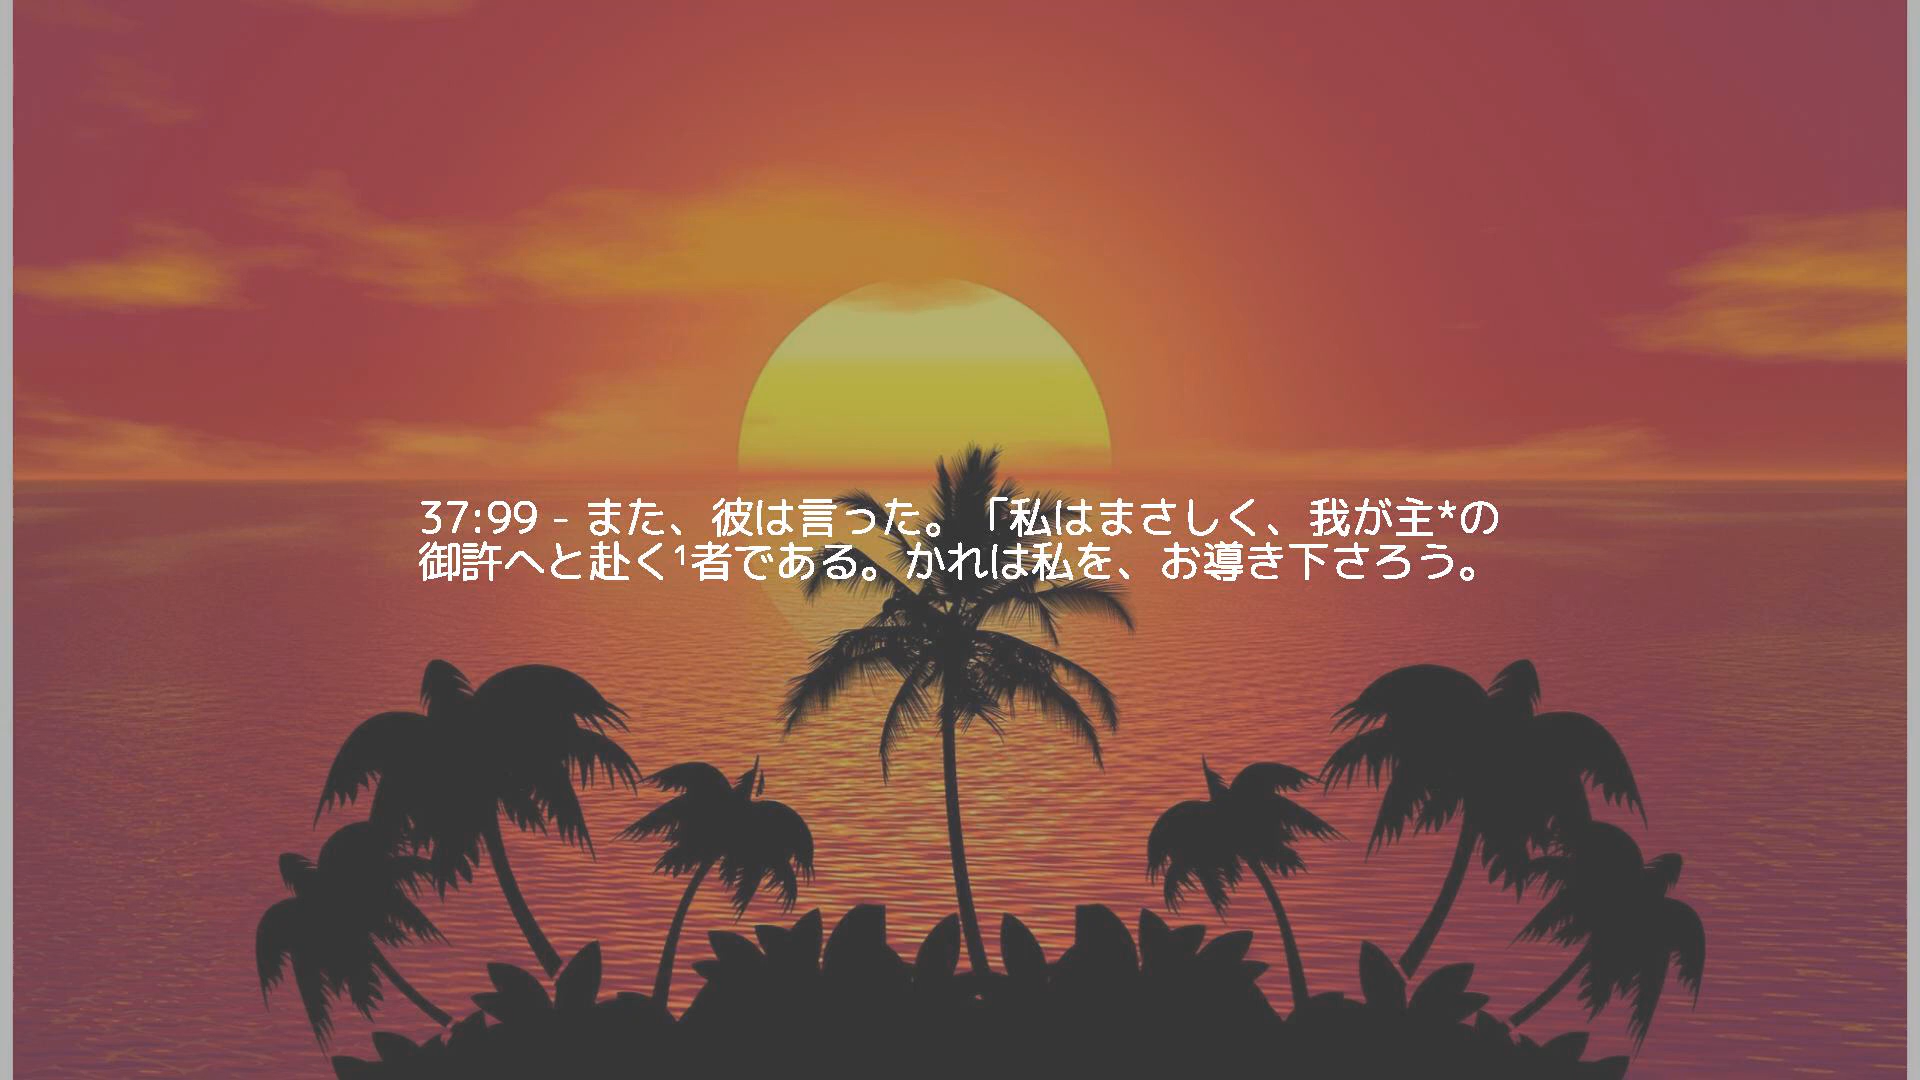 37:99 - また、彼は言った。「私はまさしく、我が主*の
御許へと赴く¹者である。かれは私を、お導き下さろう。